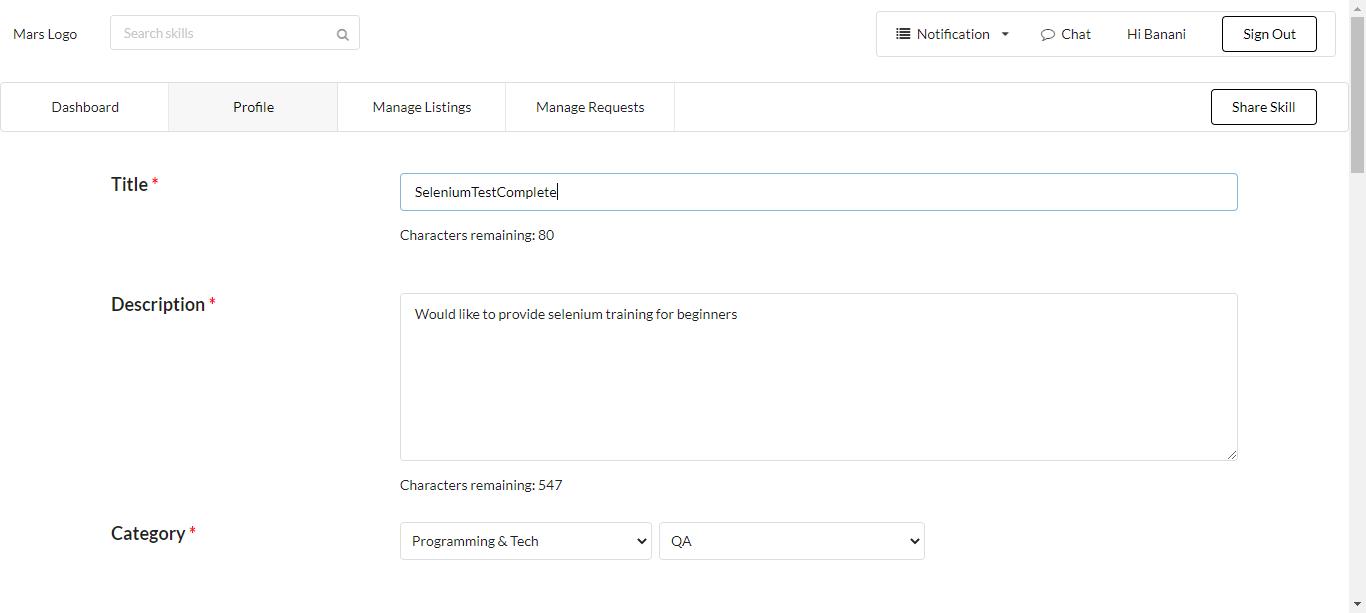 Mars Logo Search skills Notification Chat Hi Banani Sign Out
Dashboard Profile Manage Listings Manage Requests Share Skill
Title * SeleniumTestComplete
Characters remaining: 80
Description * Would like to provide selenium training for beginners
Characters remaining: 547
Category * Programming & Tech QA